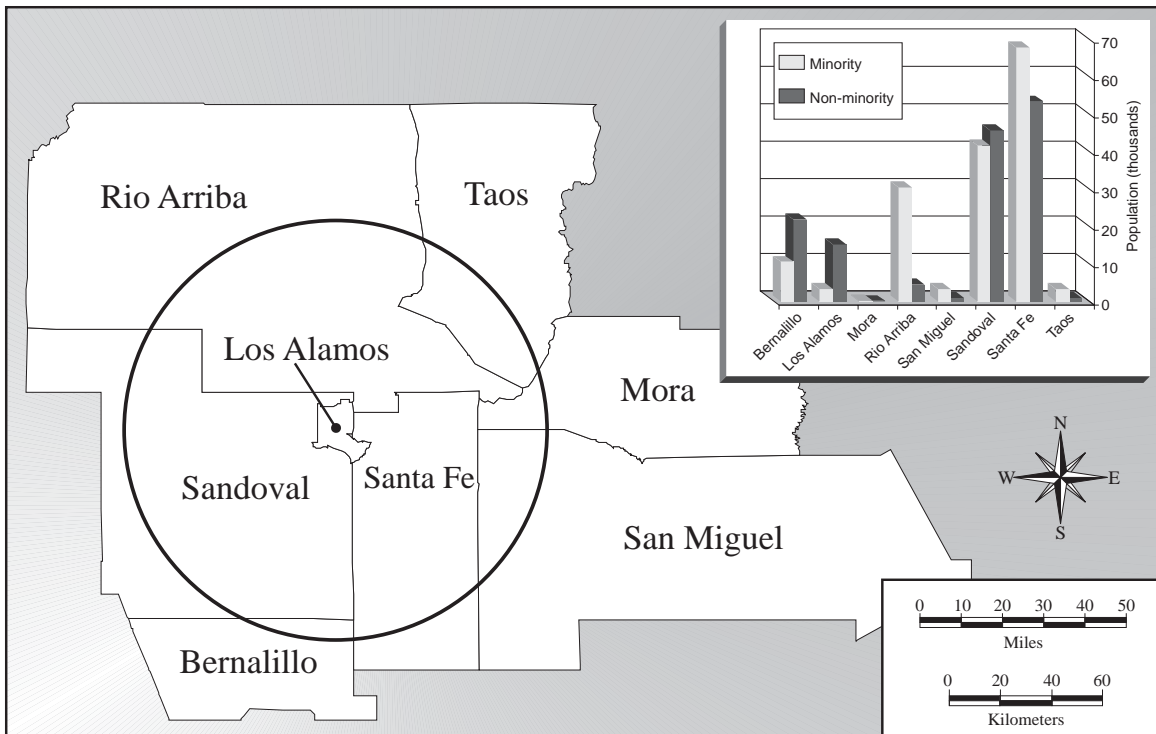 Rio Arriba
Taos
Los Alamos
Mora
Sandoval
Santa Fe
San Miguel
Bernalillo
Minority
Non-minority
70
60
50
40
30
20
10
0
Population (thousands)
Bernalillo
Los Alamos
Mora
Rio Arriba
San Miguel
Sandoval
Santa Fe
Taos
N
W E
S
0 10 20 30 40 50
Miles
0 20 40 60
Kilometers